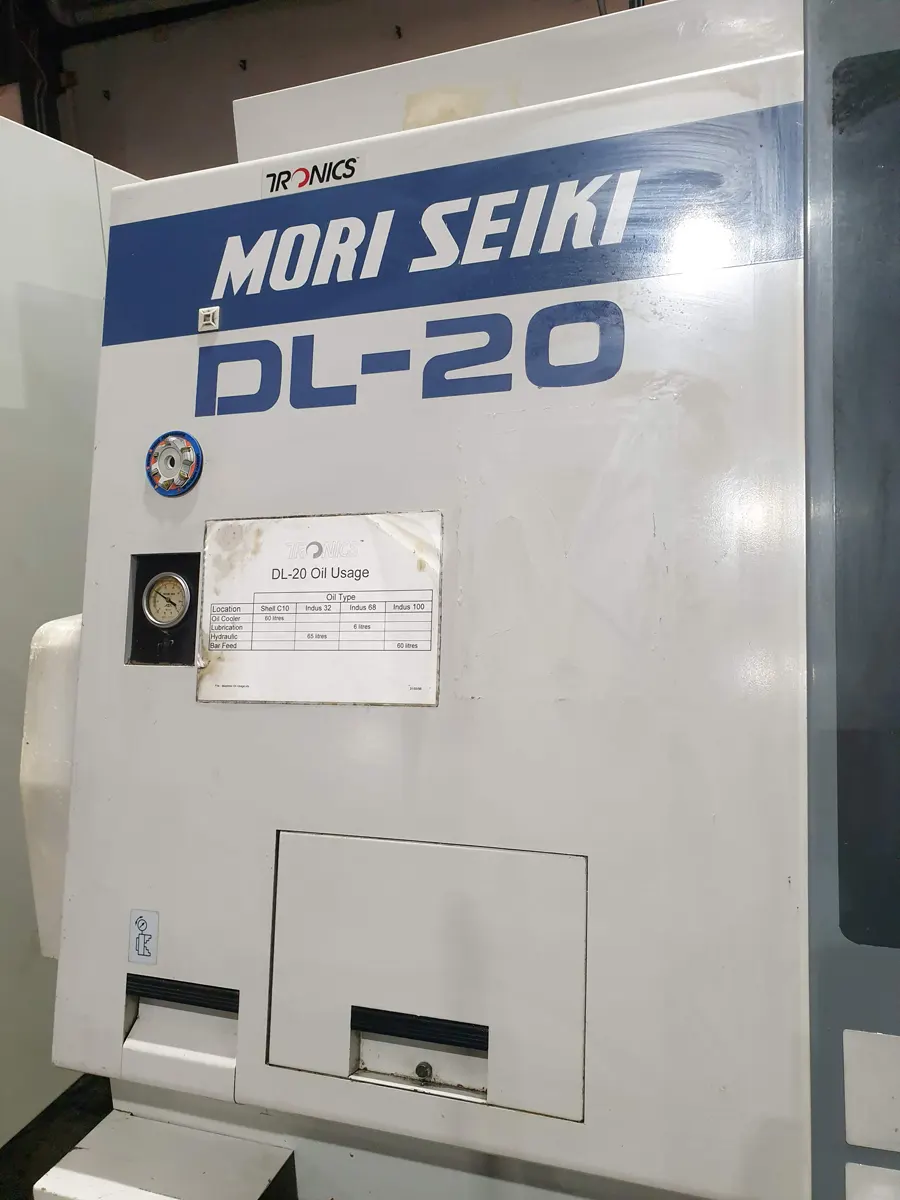 TRONICS
MORI SEIKI
DL-20
TRONICS
DL-20 Oil Usage
Oil Type
Location Shell C10 Indus 32 Indus 68 Indus 100
Oil Cooler 60 litres
Lubrication 6 litres
Hydraulic 65 litres
Bar Feed 60 litres